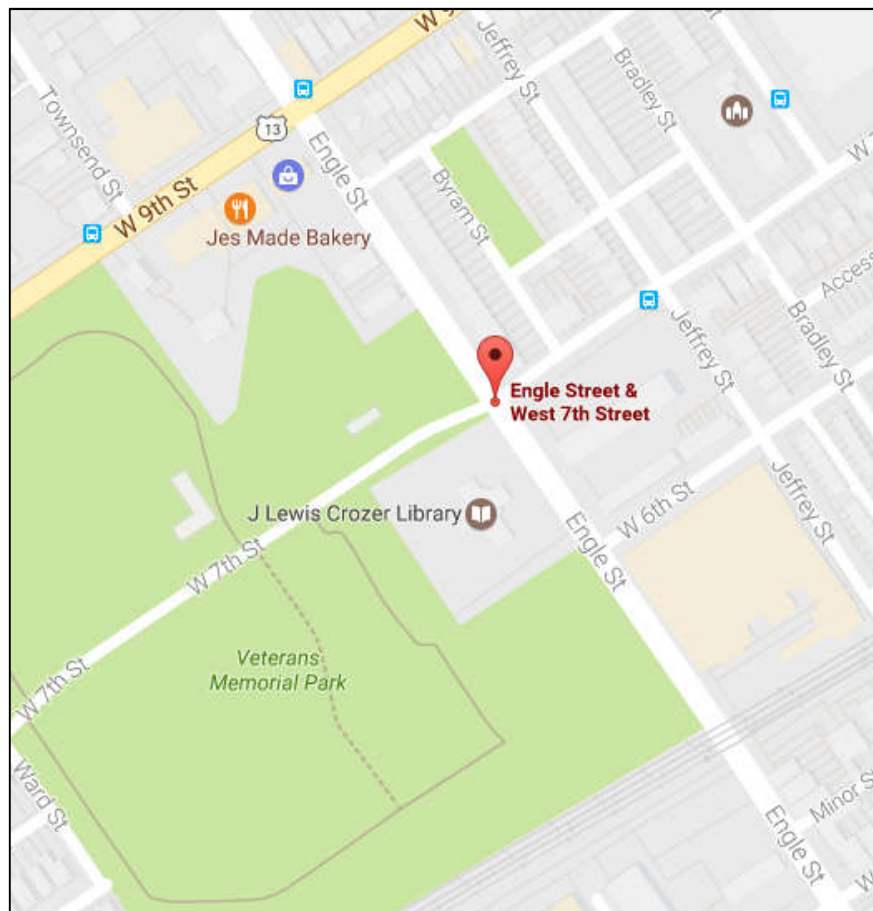 W 9
St
Jeffrey St
Bradley St
Townsend St
13
Engle St
W 7
W 9th St
Byram St
Jes Made Bakery
Access
Jeffrey St
Bradley St
Engle Street &
West 7th Street
J Lewis Crozer Library
W 6th St
Jeffrey St
Engle St
W 7th St
Veterans
Memorial Park
W 7th St
Ward St
Minor S
Engle St
W